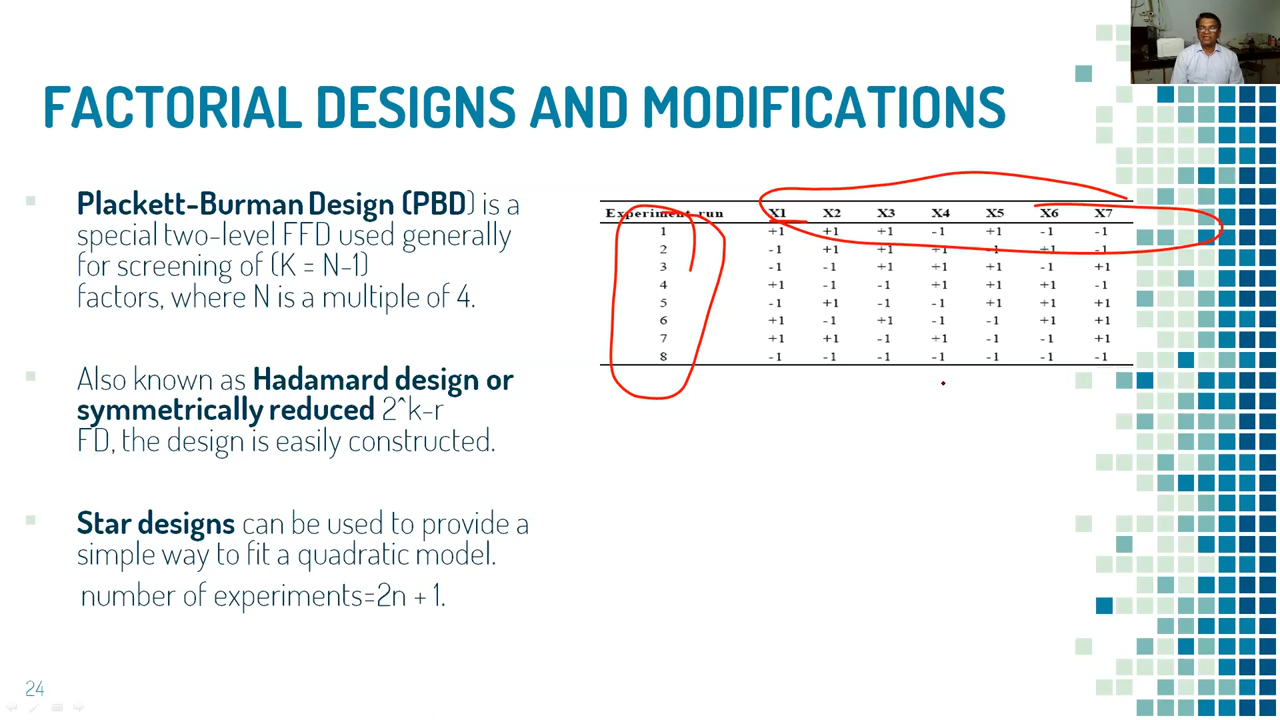 FACTORIAL DESIGNS AND MODIFICATIONS
Plackett-Burman Design (PBD) is a
special two-level FFD used generally
for screening of (K = N-1)
factors, where N is a multiple of 4.
Also known as Hadamard design or
symmetrically reduced 2^k-r
FD, the design is easily constructed.
Star designs can be used to provide a
simple way to fit a quadratic model.
number of experiments=2n + 1.
Experiment run X1 X2 X3 X4 X5 X6 X7
1 +1 +1 +1 -1 +1 -1 -1
2 -1 +1 +1 +1 -1 +1 -1
3 -1 -1 +1 +1 +1 -1 +1
4 +1 -1 -1 +1 +1 +1 -1
5 -1 +1 -1 -1 +1 +1 +1
6 +1 -1 +1 -1 -1 +1 +1
7 +1 +1 -1 +1 -1 -1 +1
8 -1 -1 -1 -1 -1 -1 -1
24